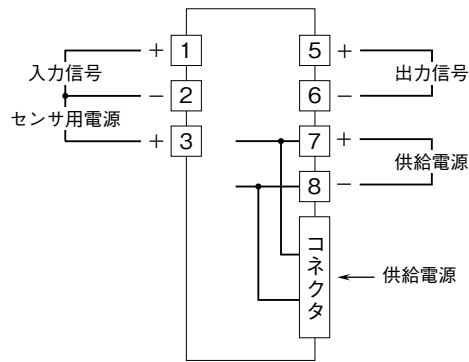 + 1
入力信号
− 2
センサ用電源
+ 3
5 +
出力信号
6 −
7 +
供給電源
8 −
コネクタ
供給電源